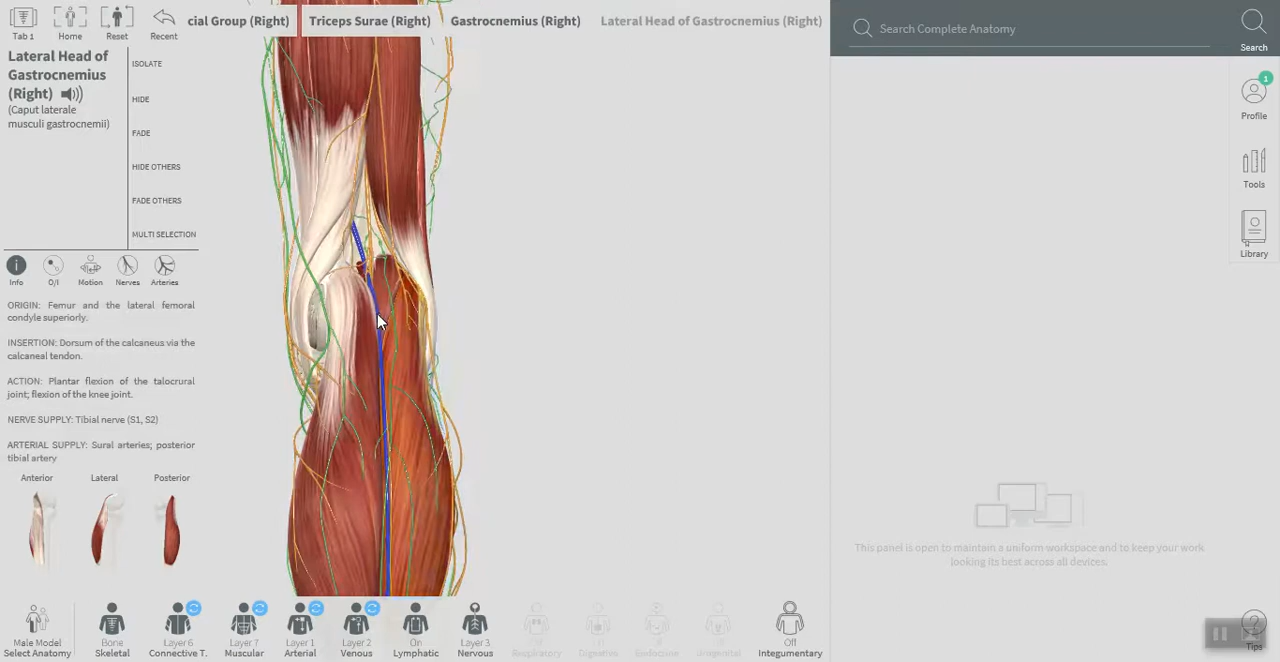 Tab 1
Home
Reset
Recent
cial Group (Right)
Triceps Surae (Right)
Gastrocnemius (Right)
Lateral Head of Gastrocnemius (Right)
Search Complete Anatomy
Search
Lateral Head of
Gastrocnemius
(Right)
(Caput laterale
musculi gastrocnemii)
ISOLATE
HIDE
FADE
HIDE OTHERS
FADE OTHERS
MULTI SELECTION
1
Profile
Tools
Library
Info
O/I
Motion
Nerves
Arteries
ORIGIN: Femur and the lateral femoral
condyle superiorly.
INSERTION: Dorsum of the calcaneus via the
calcaneal tendon.
ACTION: Plantar flexion of the talocrural
joint; flexion of the knee joint.
NERVE SUPPLY: Tibial nerve (S1, S2)
ARTERIAL SUPPLY: Sural arteries; posterior
tibial artery
Anterior
Lateral
Posterior
This panel is open to maintain a uniform workspace and to keep your work
looking its best across all devices.
Male Model
Select Anatomy
Bone
Skeletal
Layer 6
Connective T.
Layer 7
Muscular
Layer 1
Arterial
Layer 2
Venous
On
Lymphatic
Layer 3
Nervous
Respiratory
Digestive
Endocrine
Urogenital
Off
Integumentary
?
Tips